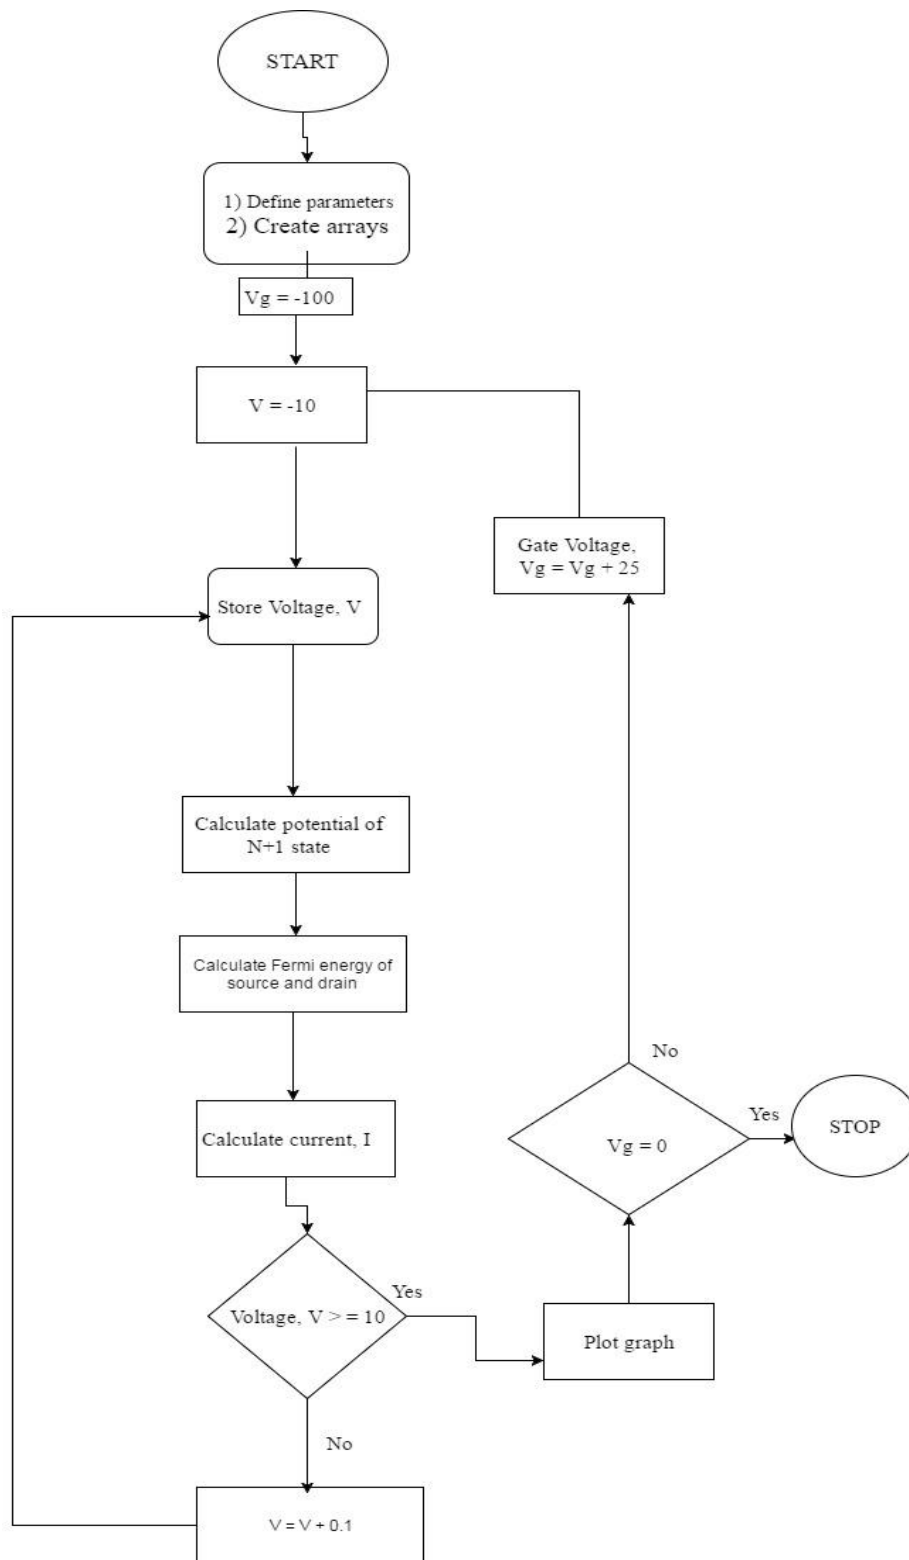 START
1) Define parameters
2) Create arrays
Vg = -100
V = -10
Gate Voltage,
Vg = Vg + 25
Store Voltage, V
Calculate potential of
N+1 state
Calculate Fermi energy of
source and drain
Calculate current, I
No
Yes
Vg = 0
STOP
Yes
Voltage, V > = 10
Plot graph
No
V = V + 0.1